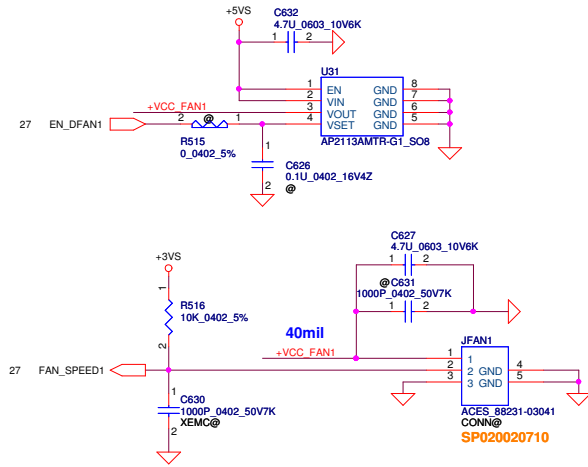 +5VS
C632
4.7U_0603_10V6K
1 2
U31
1 EN GND 8
2 VIN GND 7
3 VOUT GND 6
4 VSET GND 5
AP2113AMTR-G1_SO8
+VCC_FAN1
27 EN_DFAN1
2 @ 1
R515
0_0402_5%
1
C626
0.1U_0402_16V4Z
2
@
+3VS
1
R516
10K_0402_5%
2
C627
4.7U_0603_10V6K
1 2
@C631
1000P_0402_50V7K
1 2
40mil
+VCC_FAN1
JFAN1
1 1
2 2 GND 4
3 3 GND 5
ACES_88231-03041
CONN@
SP020020710
27 FAN_SPEED1
1
C630
1000P_0402_50V7K
XEMC@
2